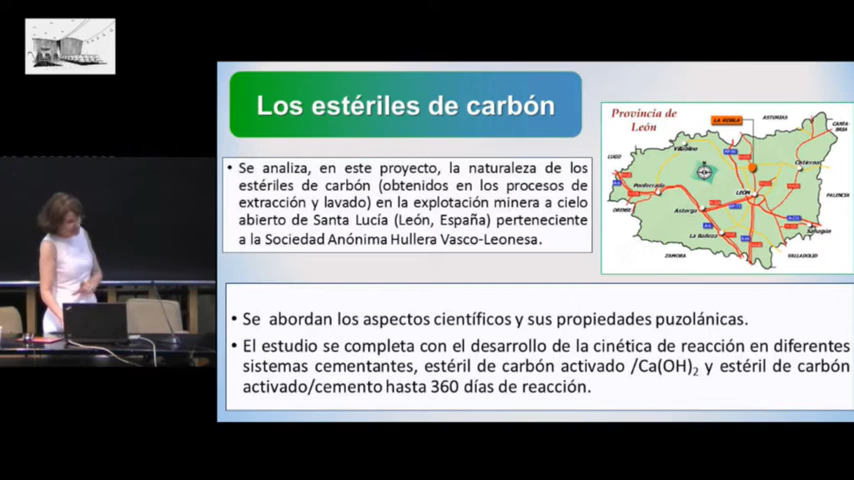 Los estériles de carbón
• Se analiza, en este proyecto, la naturaleza de los
estériles de carbón (obtenidos en los procesos de
extracción y lavado) en la explotación minera a cielo
abierto de Santa Lucía (León, España) perteneciente
a la Sociedad Anónima Hullera Vasco-Leonesa.
Provincia de
León
LA ROBLA
ASTURIAS
CANTA-
BRIA
LUGO
Villablino
Cistierna
Ponferrada
LEÓN
PALENCIA
ORENSE
Astorga
La Bañeza
Sahagún
ZAMORA
VALLADOLID
• Se abordan los aspectos científicos y sus propiedades puzolánicas.
• El estudio se completa con el desarrollo de la cinética de reacción en diferentes
sistemas cementantes, estéril de carbón activado /Ca(OH)₂ y estéril de carbón
activado/cemento hasta 360 días de reacción.